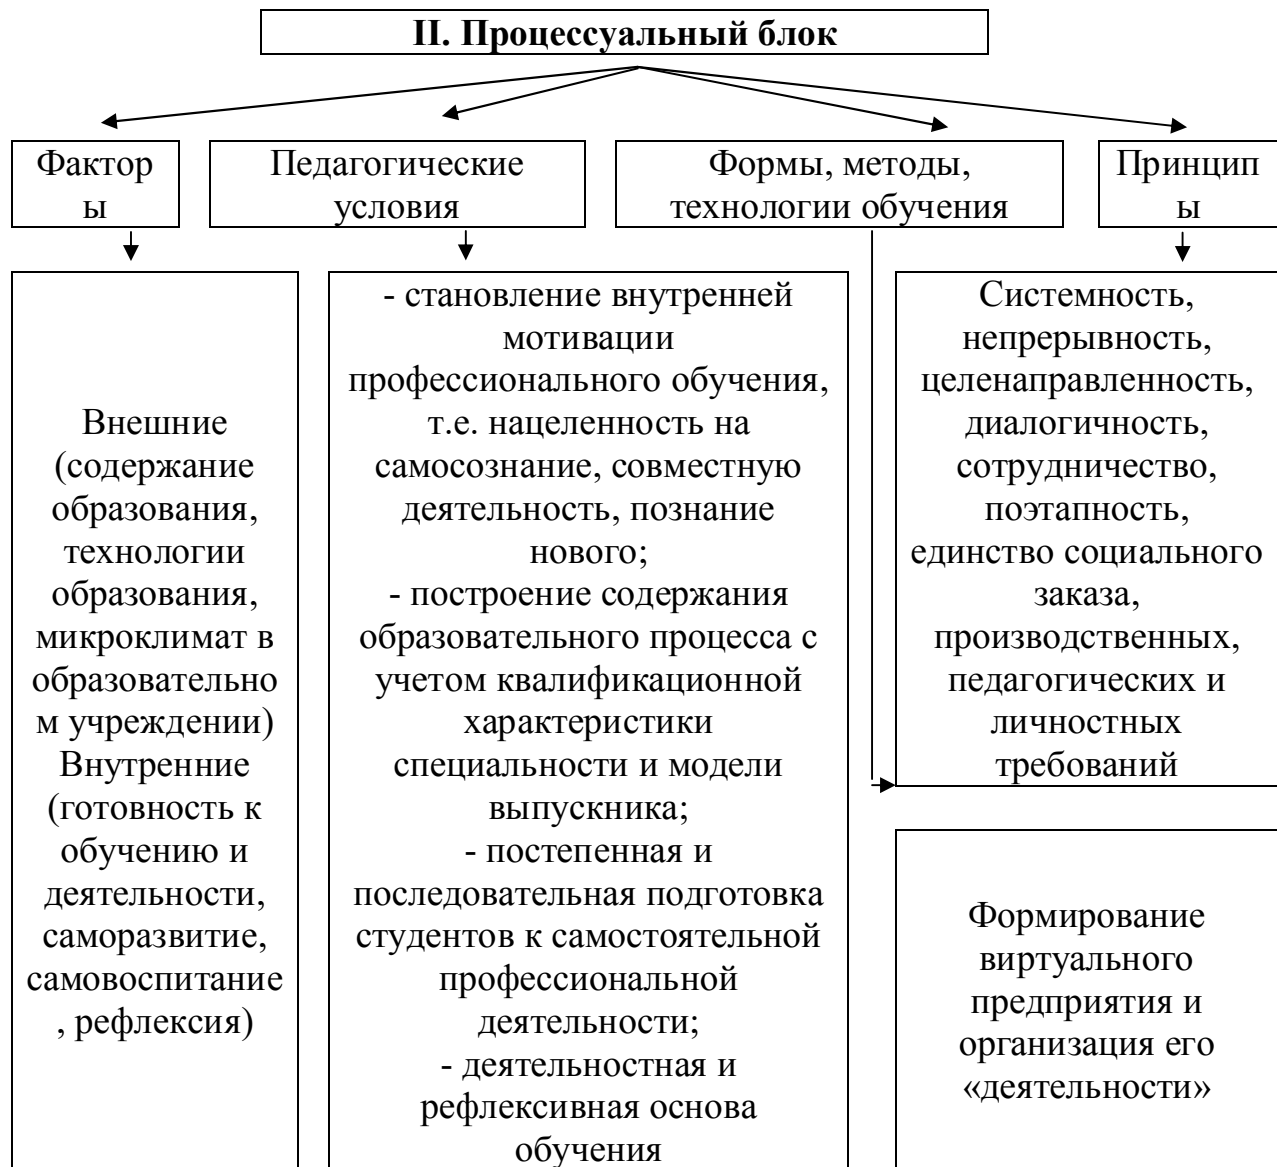 II. Процессуальный блок
Фактор
ы
Педагогические
условия
Формы, методы,
технологии обучения
Принцип
ы
Внешние
(содержание
образования,
технологии
образования,
микроклимат в
образовательно
м учреждении)
Внутренние
(готовность к
обучению и
деятельности,
саморазвитие,
самовоспитание
, рефлексия)
- становление внутренней
мотивации
профессионального обучения,
т.е. нацеленность на
самосознание, совместную
деятельность, познание
нового;
- построение содержания
образовательного процесса с
учетом квалификационной
характеристики
специальности и модели
выпускника;
- постепенная и
последовательная подготовка
студентов к самостоятельной
профессиональной
деятельности;
- деятельностная и
рефлексивная основа
обучения
Системность,
непрерывность,
целенаправленность,
диалогичность,
сотрудничество,
поэтапность,
единство социального
заказа,
производственных,
педагогических и
личностных
требований
Формирование
виртуального
предприятия и
организация его
«деятельности»